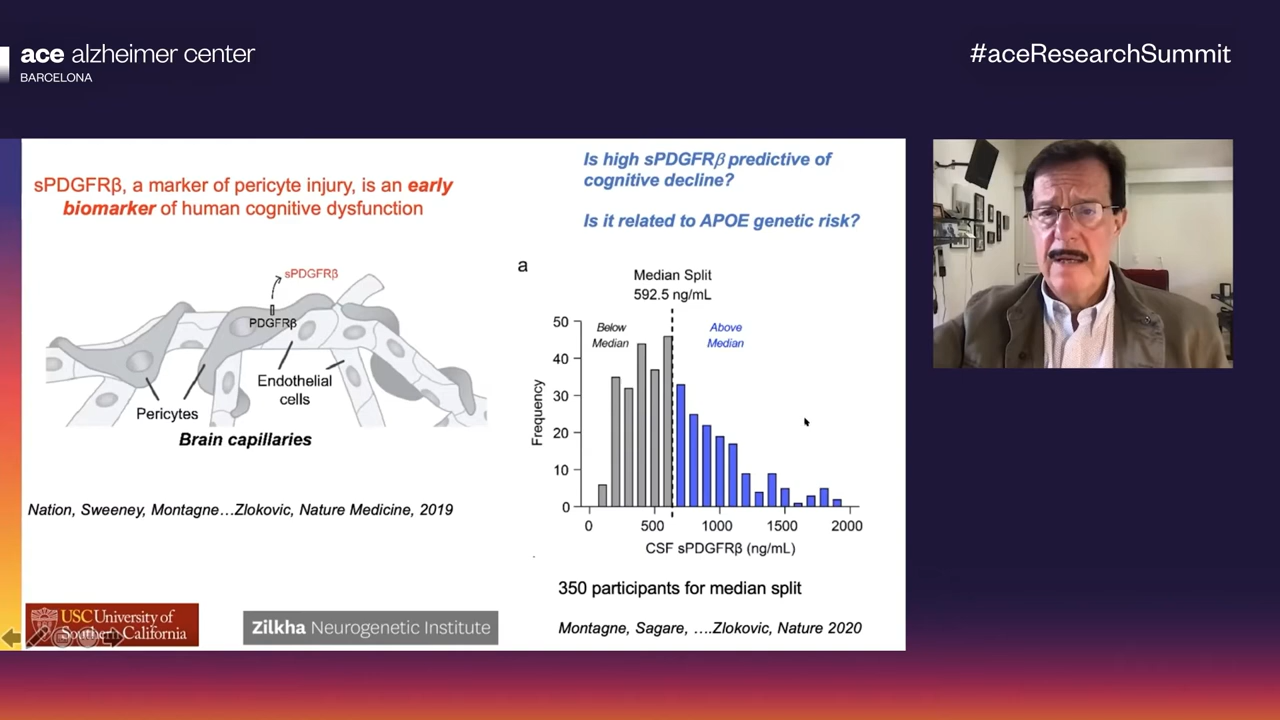 ace alzheimer center
BARCELONA
#aceResearchSummit
sPDGFRβ, a marker of pericyte injury, is an early
biomarker of human cognitive dysfunction
sPDGFRβ
PDGFRβ
Endothelial
cells
Pericytes
Brain capillaries
Nation, Sweeney, Montagne…Zlokovic, Nature Medicine, 2019
USC University of
Southern California
Zilkha Neurogenetic Institute
Is high sPDGFRβ predictive of
cognitive decline?
Is it related to APOE genetic risk?
a
Median Split
592.5 ng/mL
Below
Median
Above
Median
50
40
30
20
10
0
Frequency
0 500 1000 1500 2000
CSF sPDGFRβ (ng/mL)
350 participants for median split
Montagne, Sagare, ….Zlokovic, Nature 2020